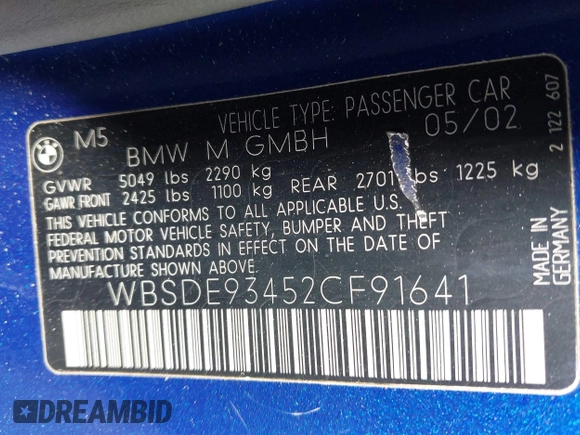 VEHICLE TYPE: PASSENGER CAR
M5 BMW M GMBH 05/02
GVWR 5049 lbs 2290 kg
GAWR FRONT 2425 lbs 1100 kg REAR 2701 lbs 1225 kg
THIS VEHICLE CONFORMS TO ALL APPLICABLE U.S.
FEDERAL MOTOR VEHICLE SAFETY, BUMPER AND THEFT
PREVENTION STANDARDS IN EFFECT ON THE DATE OF
MANUFACTURE SHOWN ABOVE.
WBSDE93452CF91641
MADE IN
GERMANY
2 122 607
BMW
DREAMBID